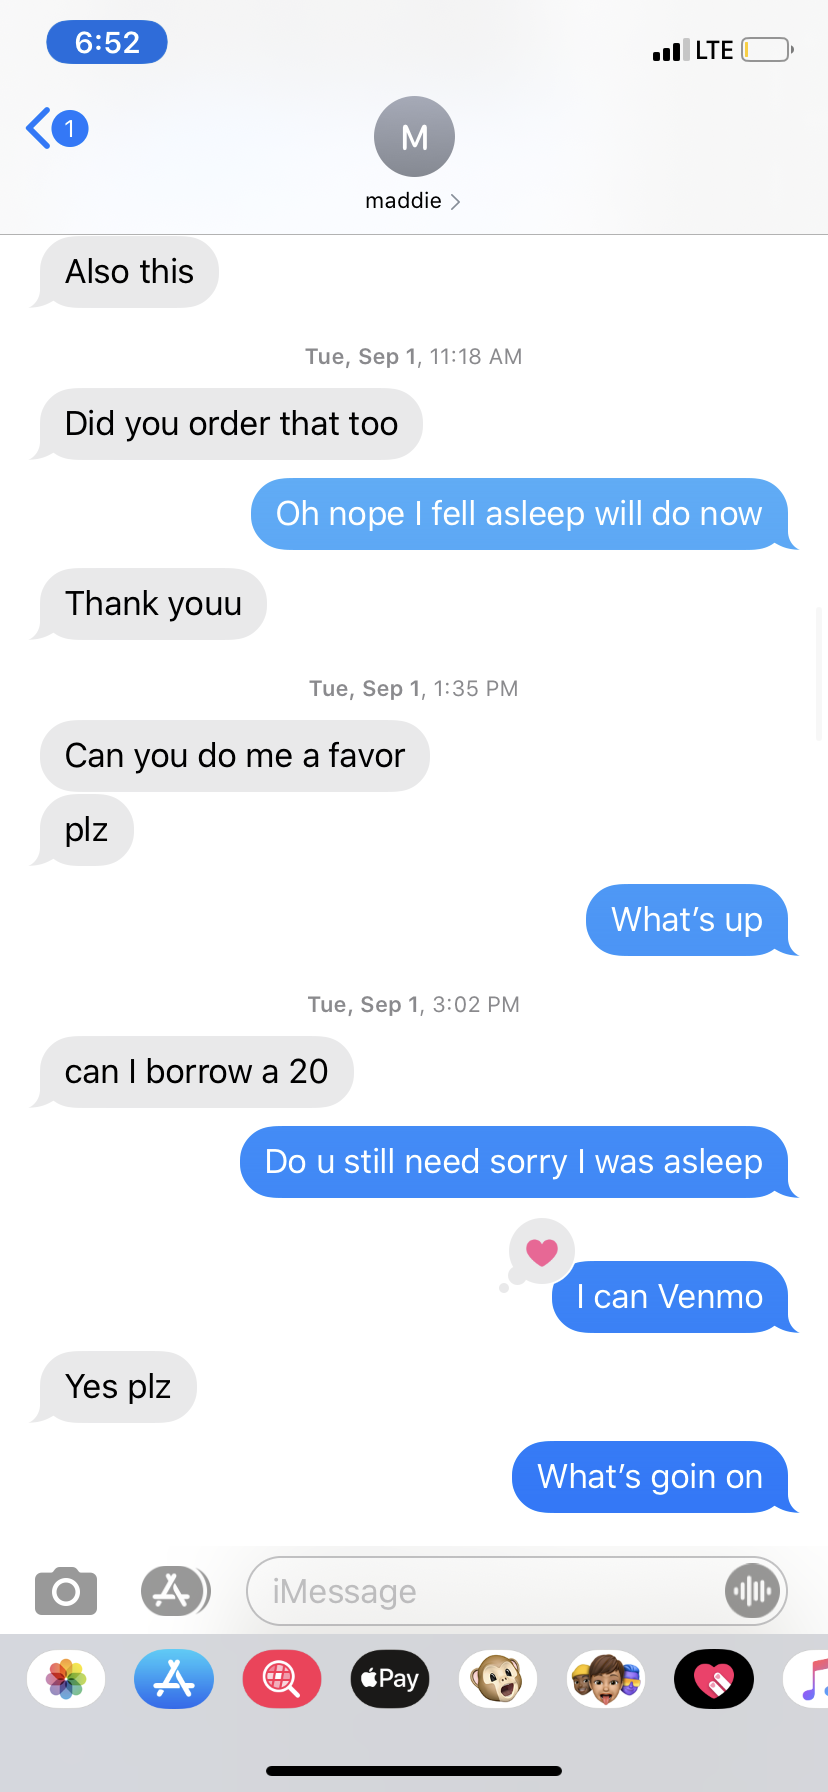 6:52
LTE
1
M
maddie
Also this
Tue, Sep 1, 11:18 AM
Did you order that too
Oh nope I fell asleep will do now
Thank youu
Tue, Sep 1, 1:35 PM
Can you do me a favor
plz
What's up
Tue, Sep 1, 3:02 PM
can I borrow a 20
Do u still need sorry I was asleep
I can Venmo
Yes plz
What's goin on
iMessage
Pay